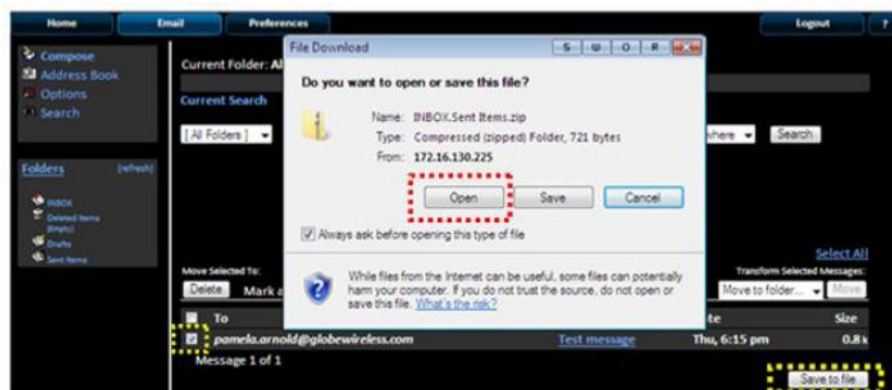 Home Email Preferences Logout ?
Compose
Address Book
Options
Search
Folders (refresh)
INBOX
Deleted Items
(Empty)
Drafts
Sent Items
Current Folder: Al
Current Search
[ All Folders ] where Search
File Download S W O R
Do you want to open or save this file?
Name: INBOX.Sent Items.zip
Type: Compressed (zipped) Folder, 721 bytes
From: 172.16.130.225
Open Save Cancel
Always ask before opening this type of file
While files from the Internet can be useful, some files can potentially
harm your computer. If you do not trust the source, do not open or
save this file. What's the risk?
Select All
Move Selected To: Transform Selected Messages:
Delete Mark a Move to folder... Move
To te Size
pamela.arnold@globewireless.com Test message Thu, 6:15 pm 0.8 k
Message 1 of 1
Save to file